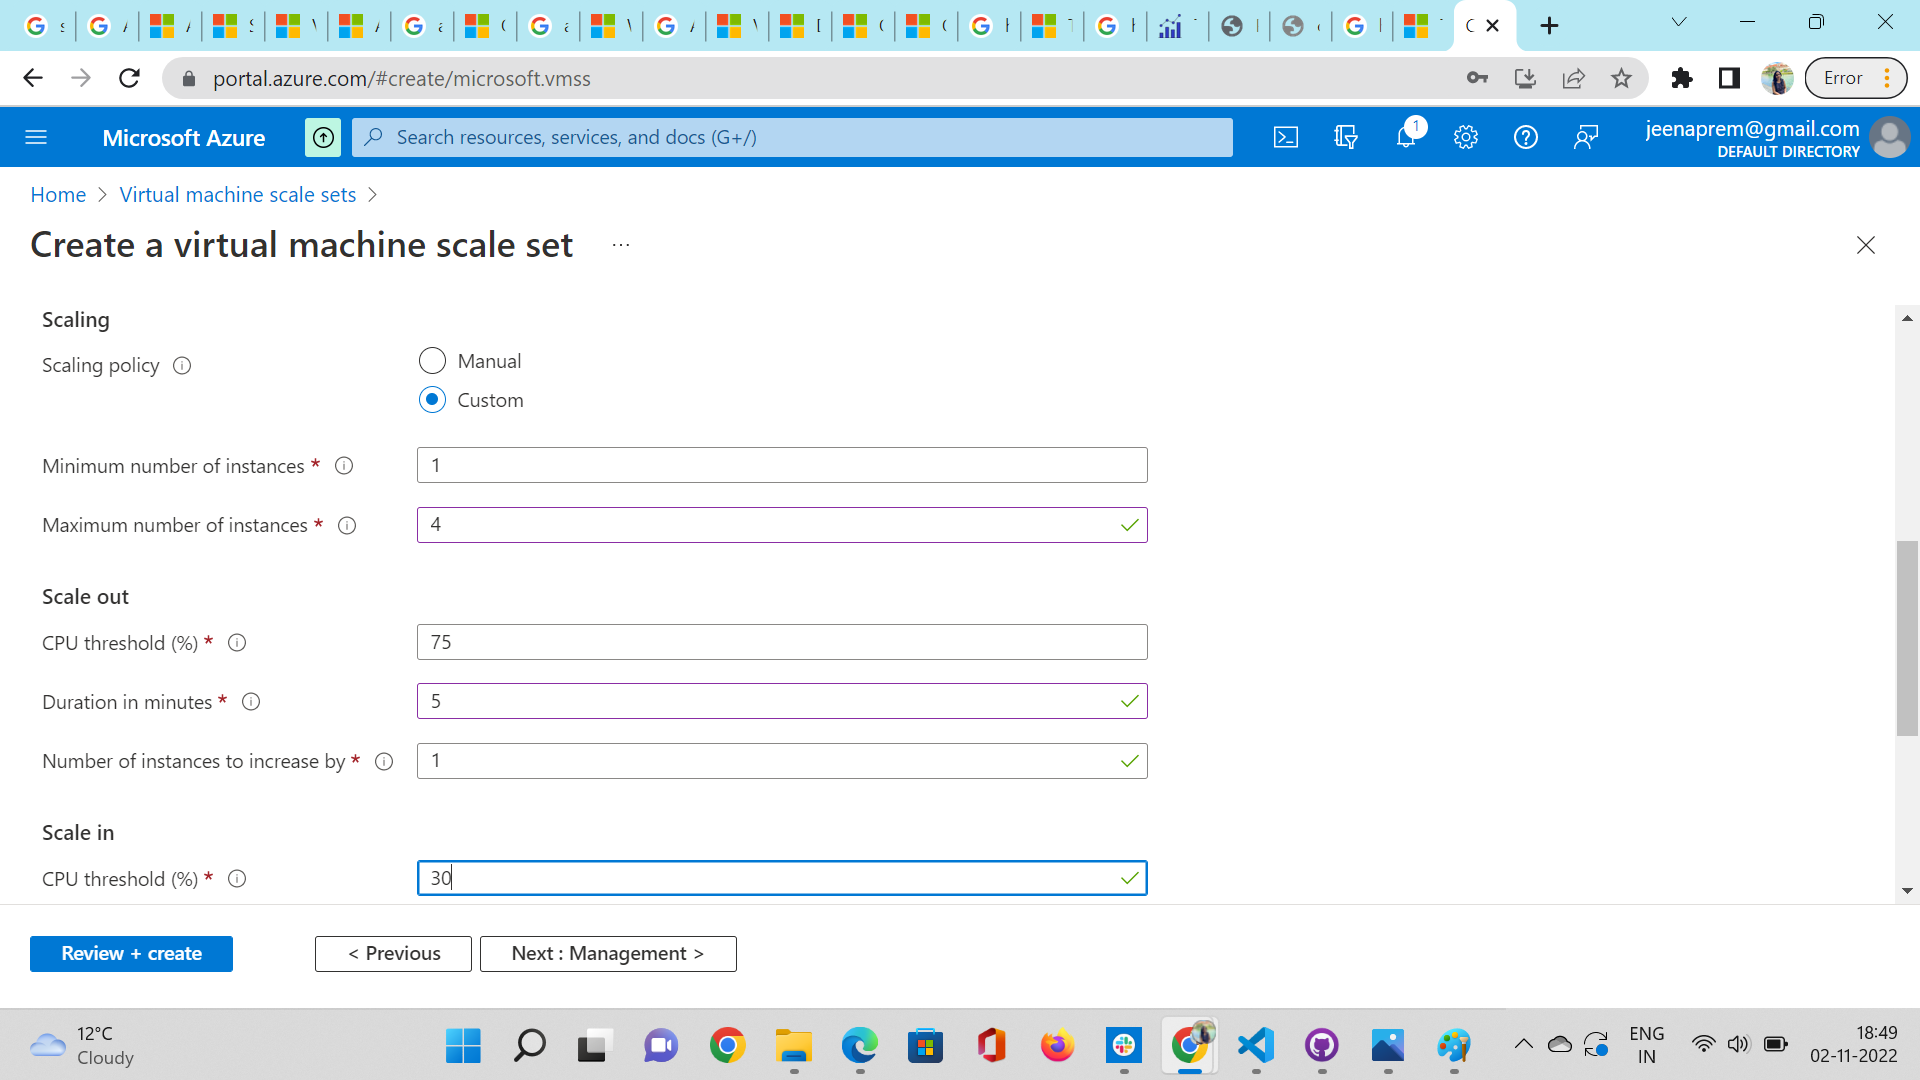 portal.azure.com/#create/microsoft.vmss
Error
Microsoft Azure
Search resources, services, and docs (G+/)
1
jeenaprem@gmail.com
DEFAULT DIRECTORY
Home > Virtual machine scale sets >
Create a virtual machine scale set ...
Scaling
Scaling policy
Manual
Custom
Minimum number of instances *
1
Maximum number of instances *
4
Scale out
CPU threshold (%) *
75
Duration in minutes *
5
Number of instances to increase by *
1
Scale in
CPU threshold (%) *
30
Review + create
< Previous
Next : Management >
12°C
Cloudy
ENG
IN
18:49
02-11-2022